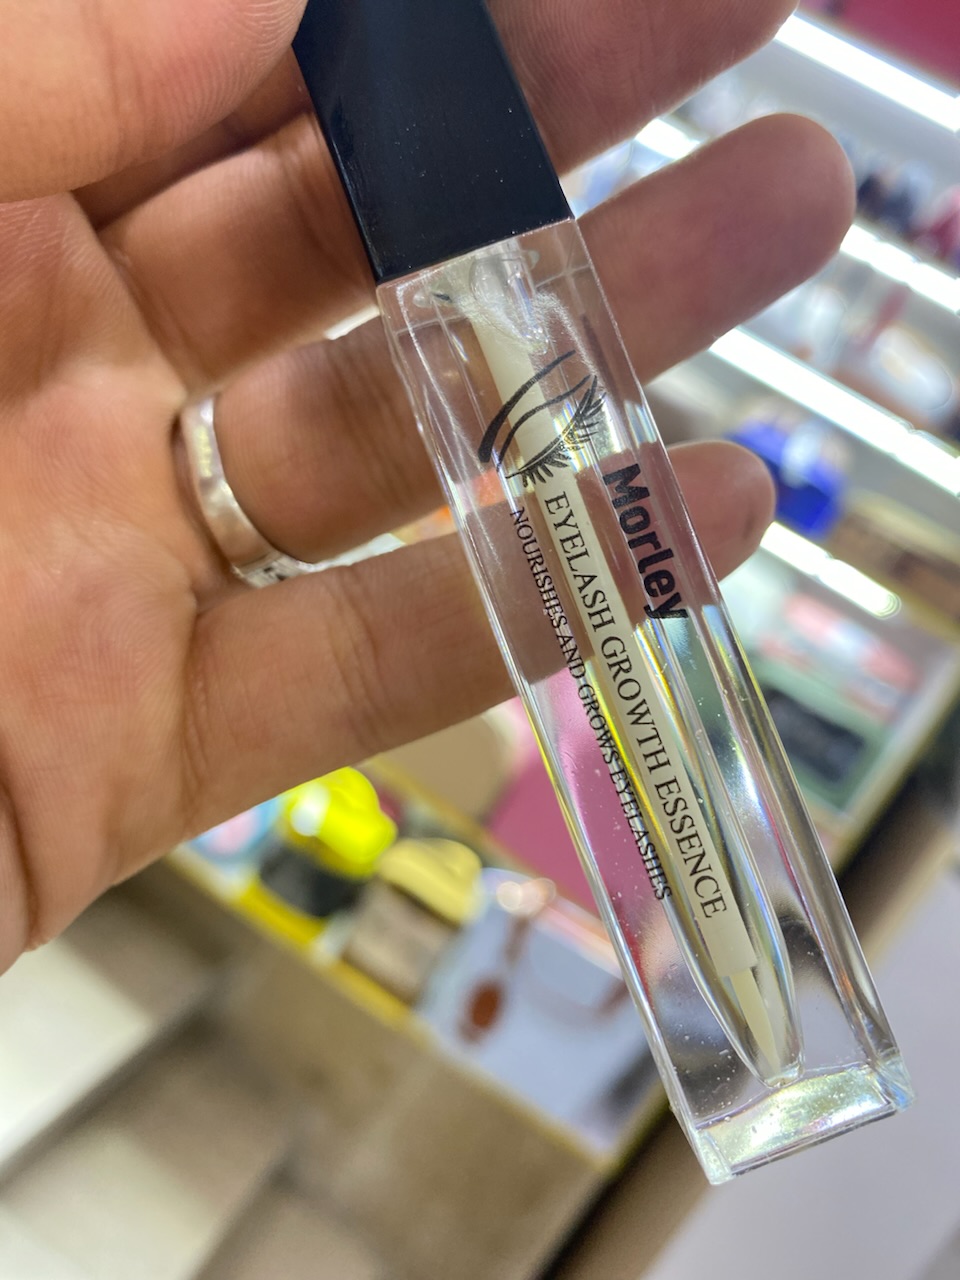 Morley
EYELASH GROWTH ESSENCE
NOURISHES AND GROWS EYELASHES